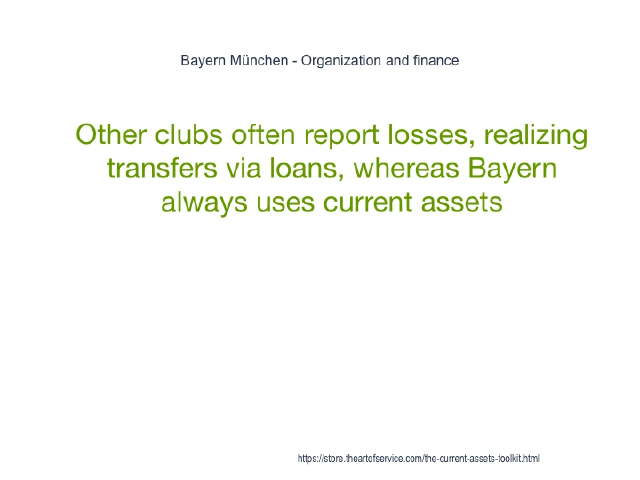 Bayern München - Organization and finance
Other clubs often report losses, realizing
transfers via loans, whereas Bayern
always uses current assets
https://store.theartofservice.com/the-current-assets-toolkit.html